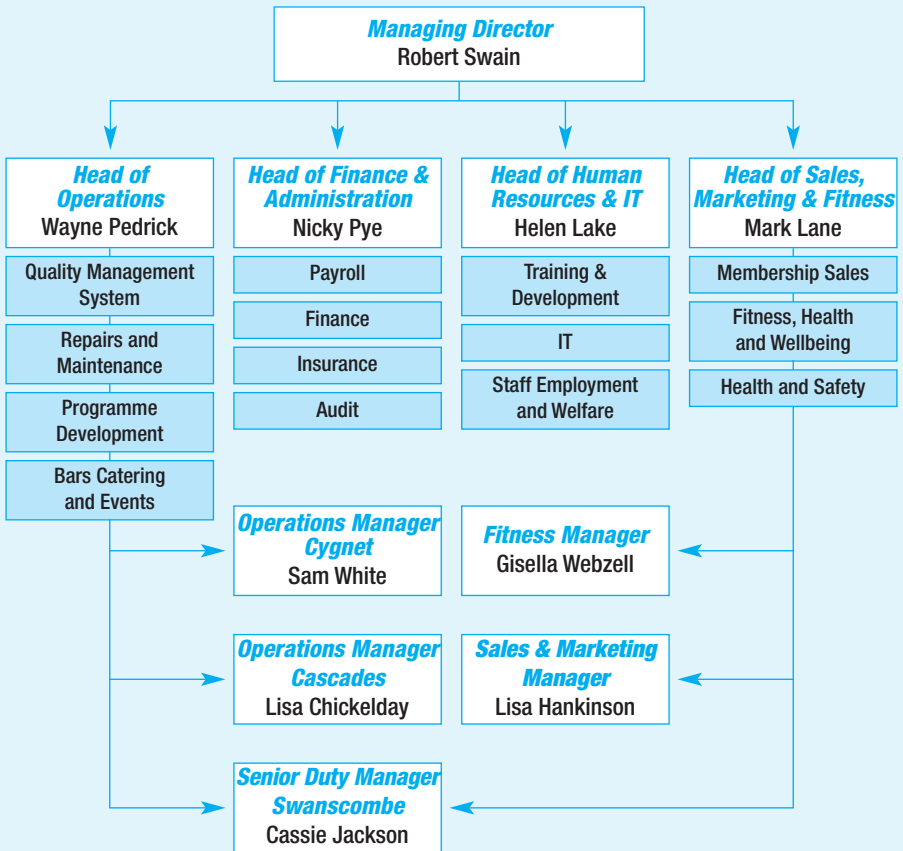 Managing Director
Robert Swain
Head of
Operations
Wayne Pedrick
Quality Management
System
Repairs and
Maintenance
Programme
Development
Bars Catering
and Events
Head of Finance &
Administration
Nicky Pye
Payroll
Finance
Insurance
Audit
Head of Human
Resources & IT
Helen Lake
Training &
Development
IT
Staff Employment
and Welfare
Head of Sales,
Marketing & Fitness
Mark Lane
Membership Sales
Fitness, Health
and Wellbeing
Health and Safety
Operations Manager
Cygnet
Sam White
Fitness Manager
Gisella Webzell
Operations Manager
Cascades
Lisa Chickelday
Sales & Marketing
Manager
Lisa Hankinson
Senior Duty Manager
Swanscombe
Cassie Jackson